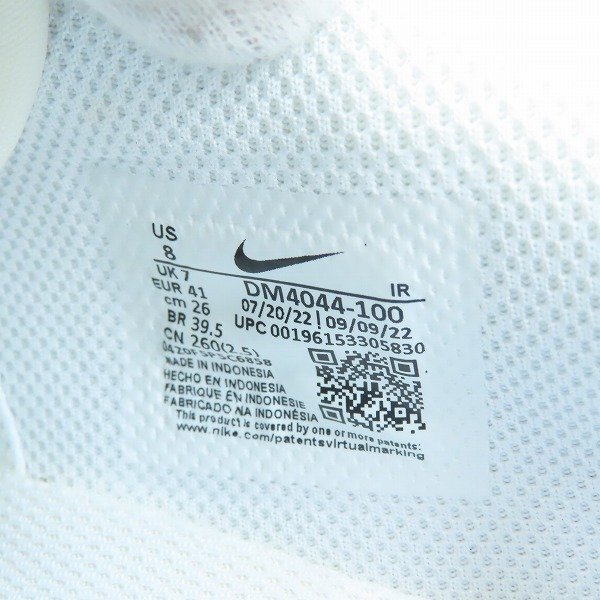 US
8
UK 7
EUR 41
cm 26
BR 39.5
CN 260(2.5)
IR
DM4044-100
07/20/22 | 09/09/22
UPC 00196153305830
MADE IN INDONESIA
HECHO EN INDONESIA
FABRIQUE EN INDONESIE
FABRICADO NA INDONÉSIA
This product is covered by one or more patents:
www.nike.com/patentsvirtualmarking